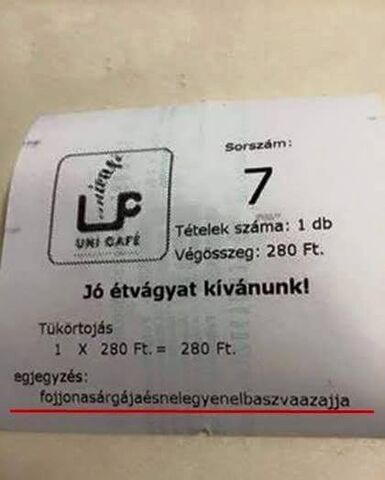 Sorszám:
7
UNI CAFÉ
Tételek száma: 1 db
Végösszeg: 280 Ft.
Jó étvágyat kívánunk!
Tükörtojás
1 X 280 Ft. = 280 Ft.
egjegyzés:
fojjonasárgájaésnelegyenelbaszvaazajja